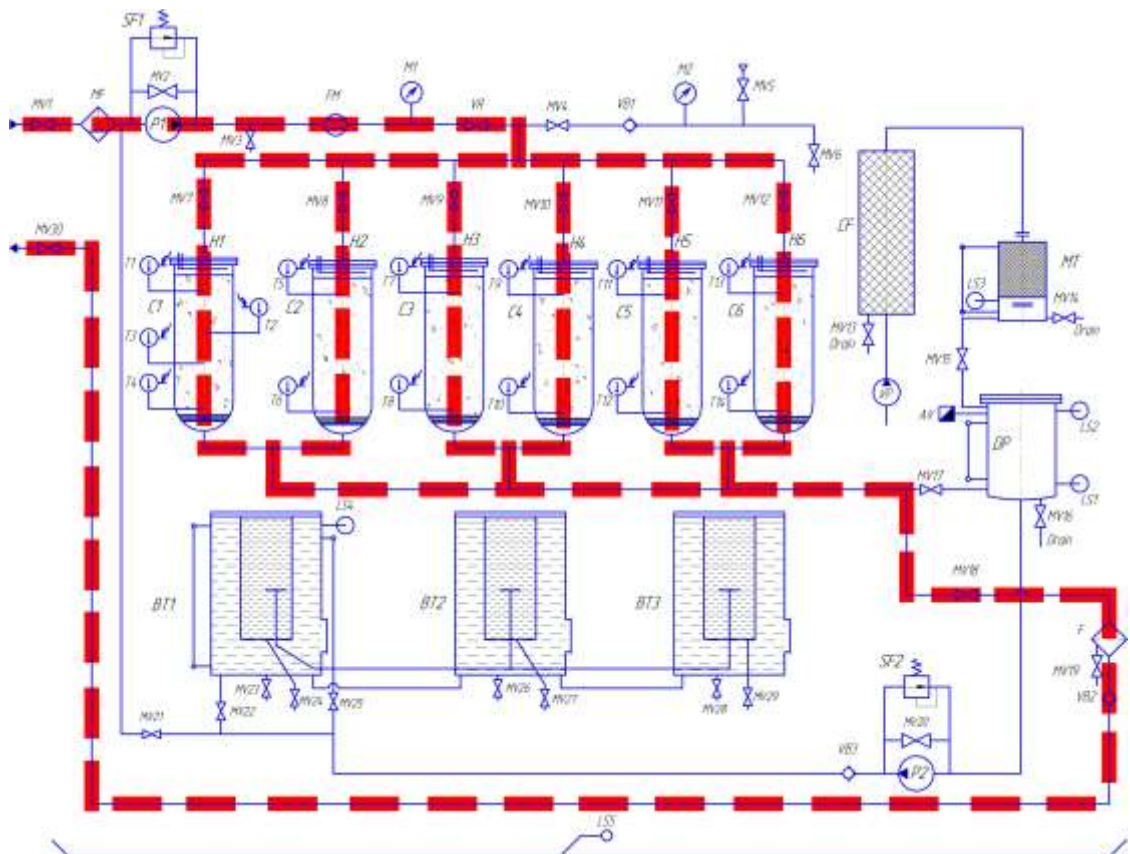 SF1
MV2
M1
M2
MV5
MV1
MF
P1
FM
VR
MV4
VB1
MV3
MV6
MV7
MV8
MV9
MV10
MV11
MV12
CF
MV30
H1
H2
H3
H4
H5
H6
MT
T1
T5
T7
T9
T11
T13
LS3
MV14
Drain
C1
T2
C2
C3
C4
C5
C6
T3
MV13
Drain
MV15
T4
T6
T8
T10
T12
T14
VP
AV
LS2
DP
MV17
LS1
LS4
MV16
Drain
BT1
BT2
BT3
MV18
F
SF2
MV19
MV23
MV24
MV25
MV26
MV27
MV28
MV29
VB2
MV22
MV21
MV20
VB3
P2
LS5